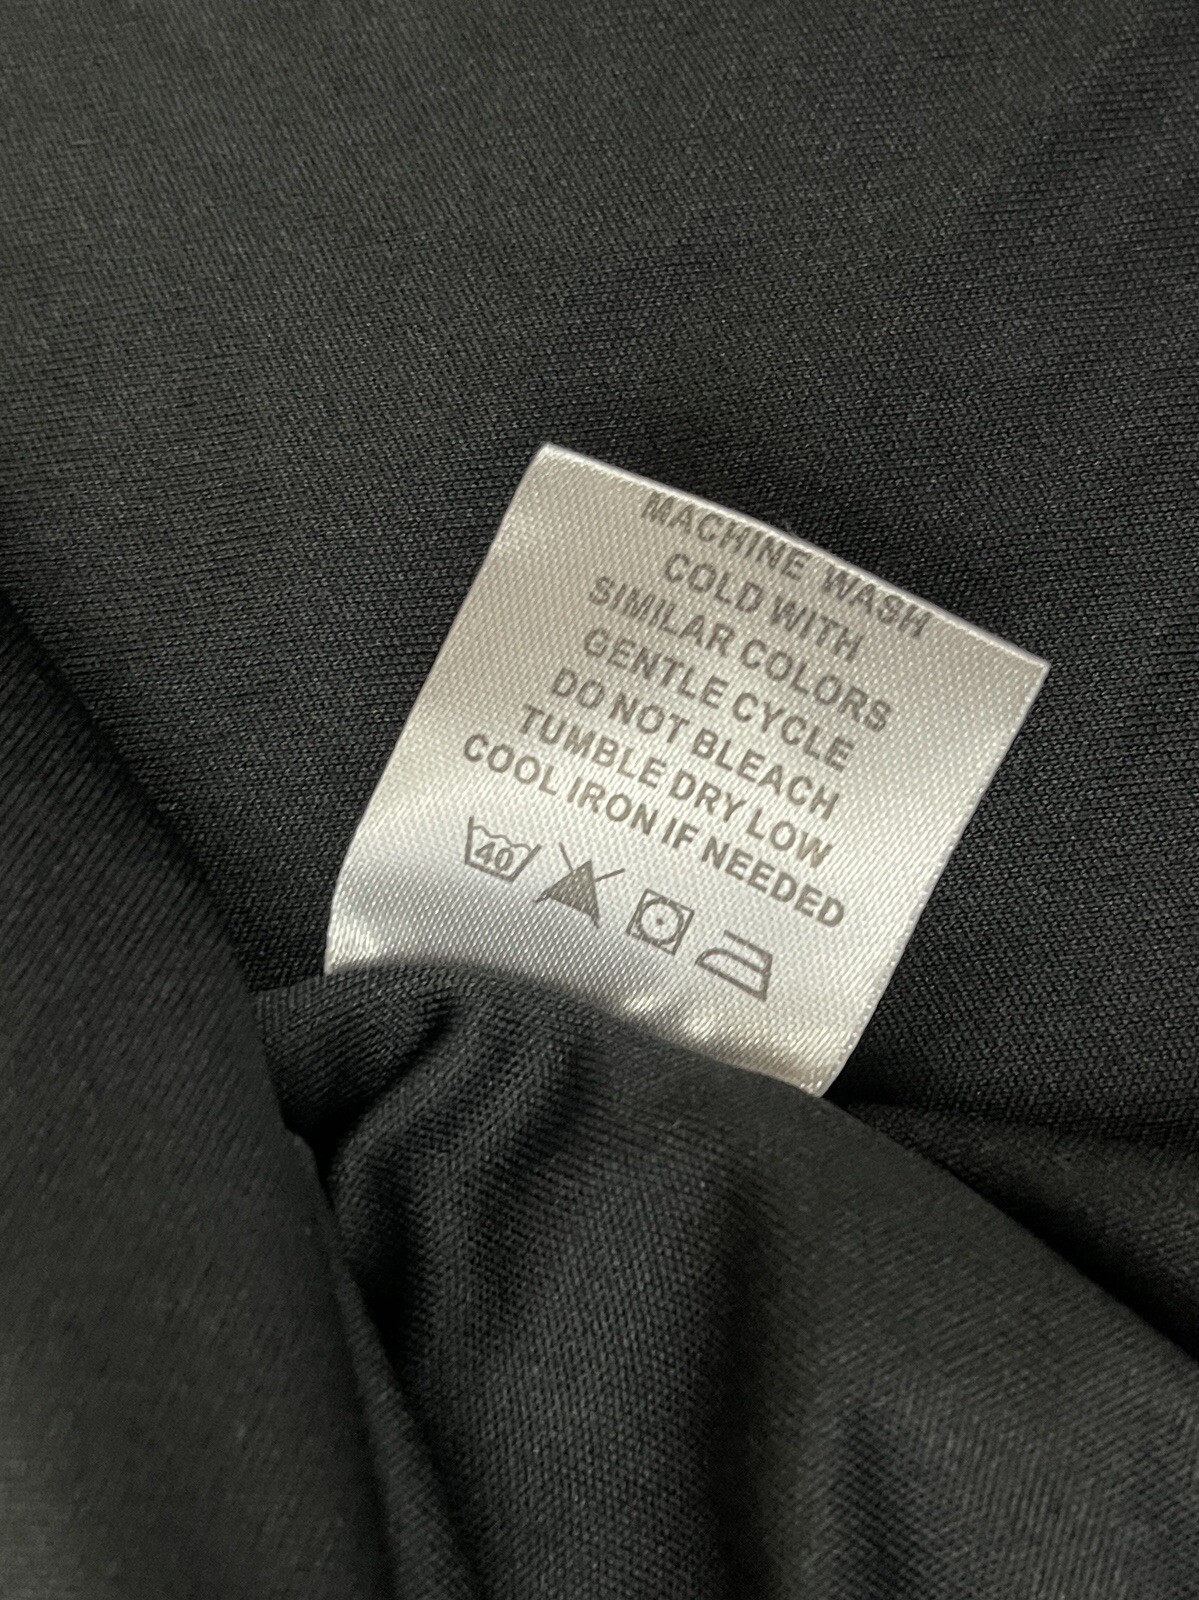 MACHINE WASH
COLD WITH
SIMILAR COLORS
GENTLE CYCLE
DO NOT BLEACH
TUMBLE DRY LOW
COOL IRON IF NEEDED
40